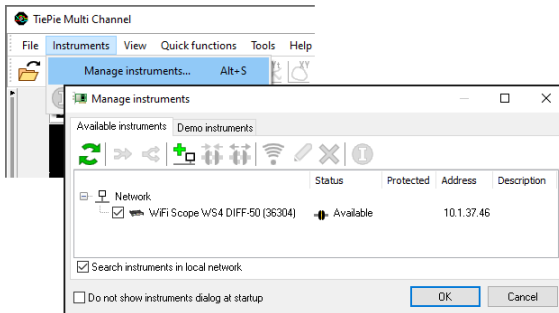 TiePie Multi Channel
File Instruments View Quick functions Tools Help
Manage instruments... Alt+S
Manage instruments
Available instruments Demo instruments
Status Protected Address Description
Network
WiFi Scope WS4 DIFF-50 (36304) Available 10.1.37.46
Search instruments in local network
Do not show instruments dialog at startup OK Cancel